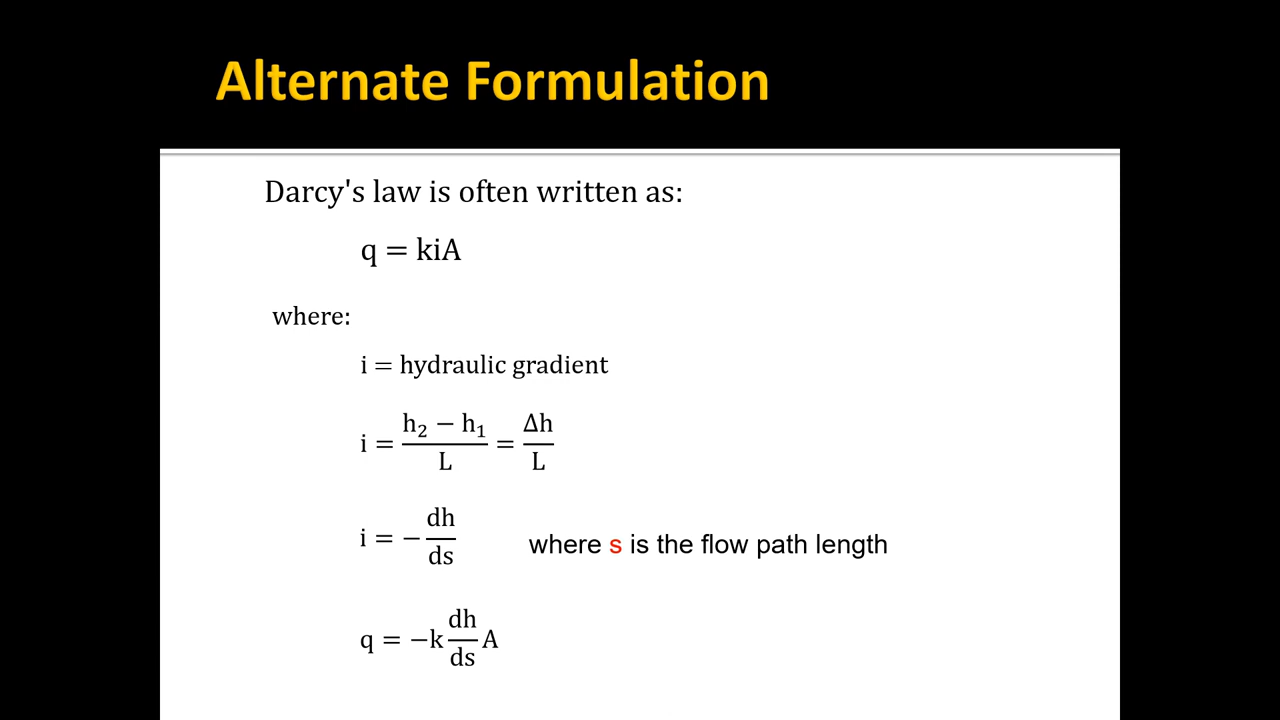 Alternate Formulation
Darcy's law is often written as:
q = kiA
where:
i = hydraulic gradient
i = (h₂ − h₁)/L = Δh/L
i = −dh/ds where s is the flow path length
q = −k dh/ds A